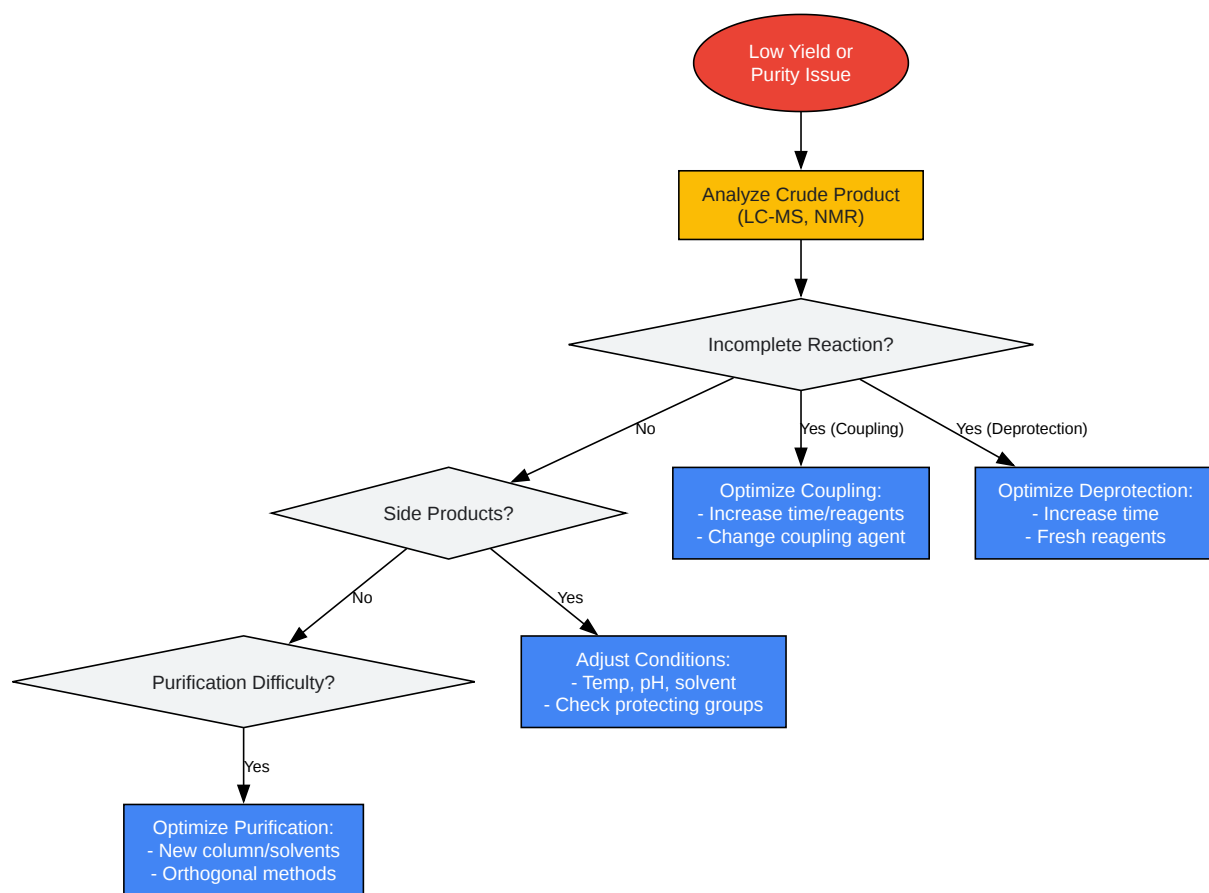 Low Yield or
Purity Issue
Analyze Crude Product
(LC-MS, NMR)
Incomplete Reaction?
No
Yes (Coupling)
Yes (Deprotection)
Side Products?
Optimize Coupling:
- Increase time/reagents
- Change coupling agent
Optimize Deprotection:
- Increase time
- Fresh reagents
No
Yes
Purification Difficulty?
Adjust Conditions:
- Temp, pH, solvent
- Check protecting groups
Yes
Optimize Purification:
- New column/solvents
- Orthogonal methods